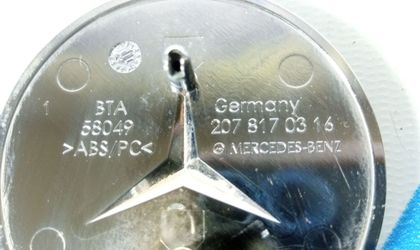 1
BTA
58049
>ABS/PC<
Germany
207 817 03 16
MERCEDES-BENZ